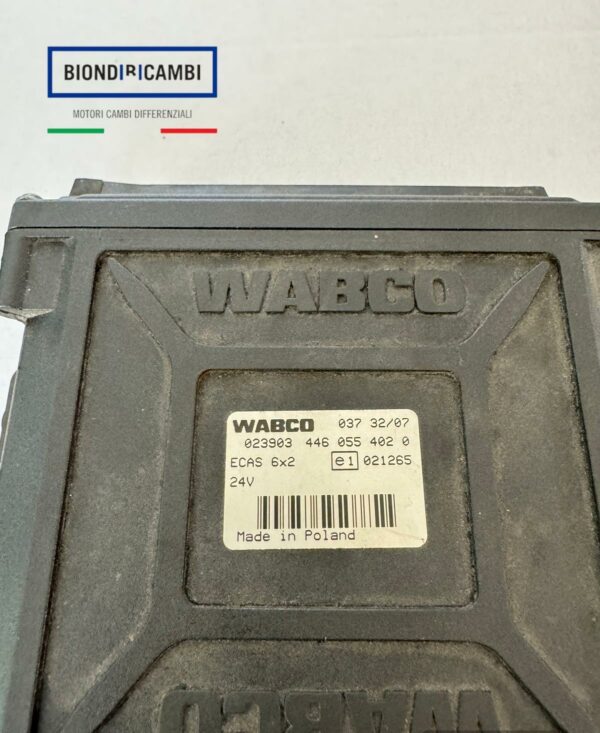 BIONDIRICAMBI
MOTORI CAMBI DIFFERENZIALI
WABCO
WABCO 037 32/07
023903 446 055 402 0
ECAS 6x2 e1 021265
24V
Made in Poland
WABCO